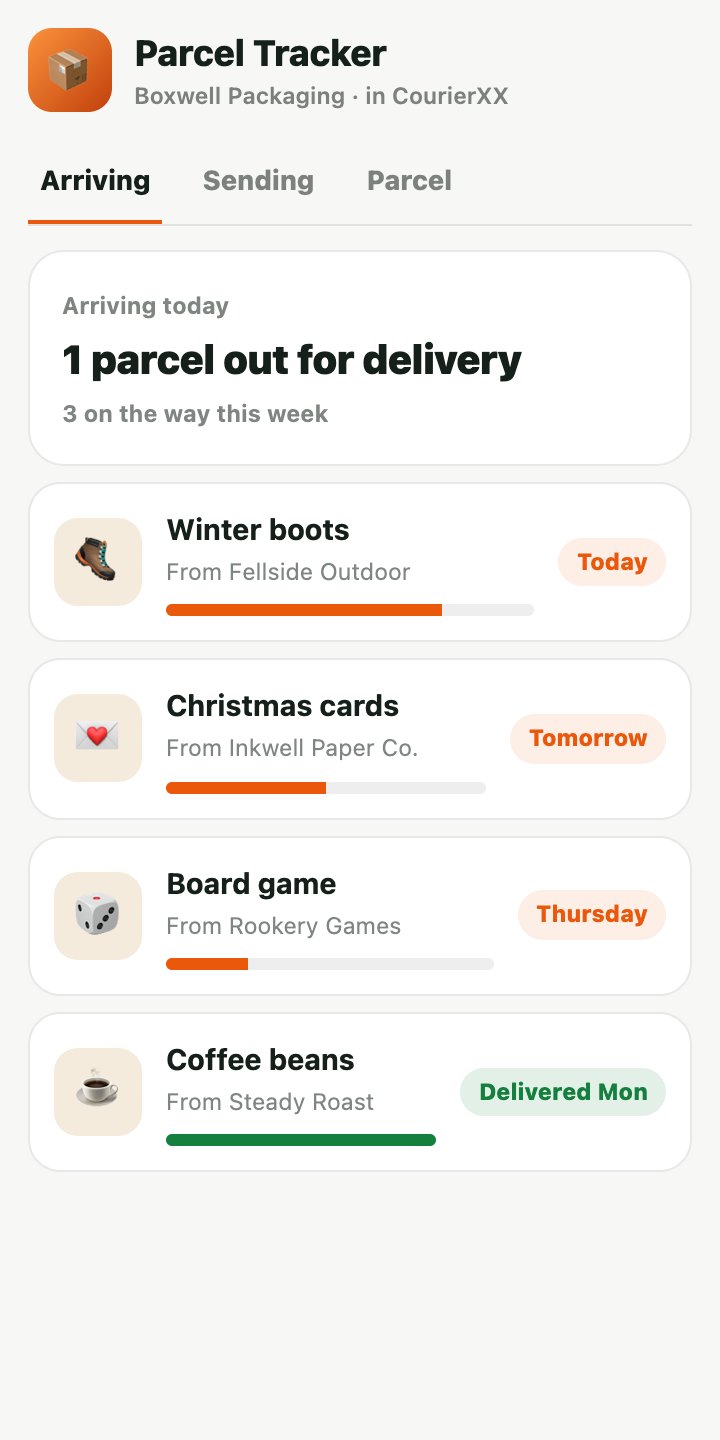 Parcel Tracker
Boxwell Packaging · in CourierXX
Arriving
Sending
Parcel
Arriving today
1 parcel out for delivery
3 on the way this week
Winter boots
From Fellside Outdoor
Today
Christmas cards
From Inkwell Paper Co.
Tomorrow
Board game
From Rookery Games
Thursday
Coffee beans
From Steady Roast
Delivered Mon